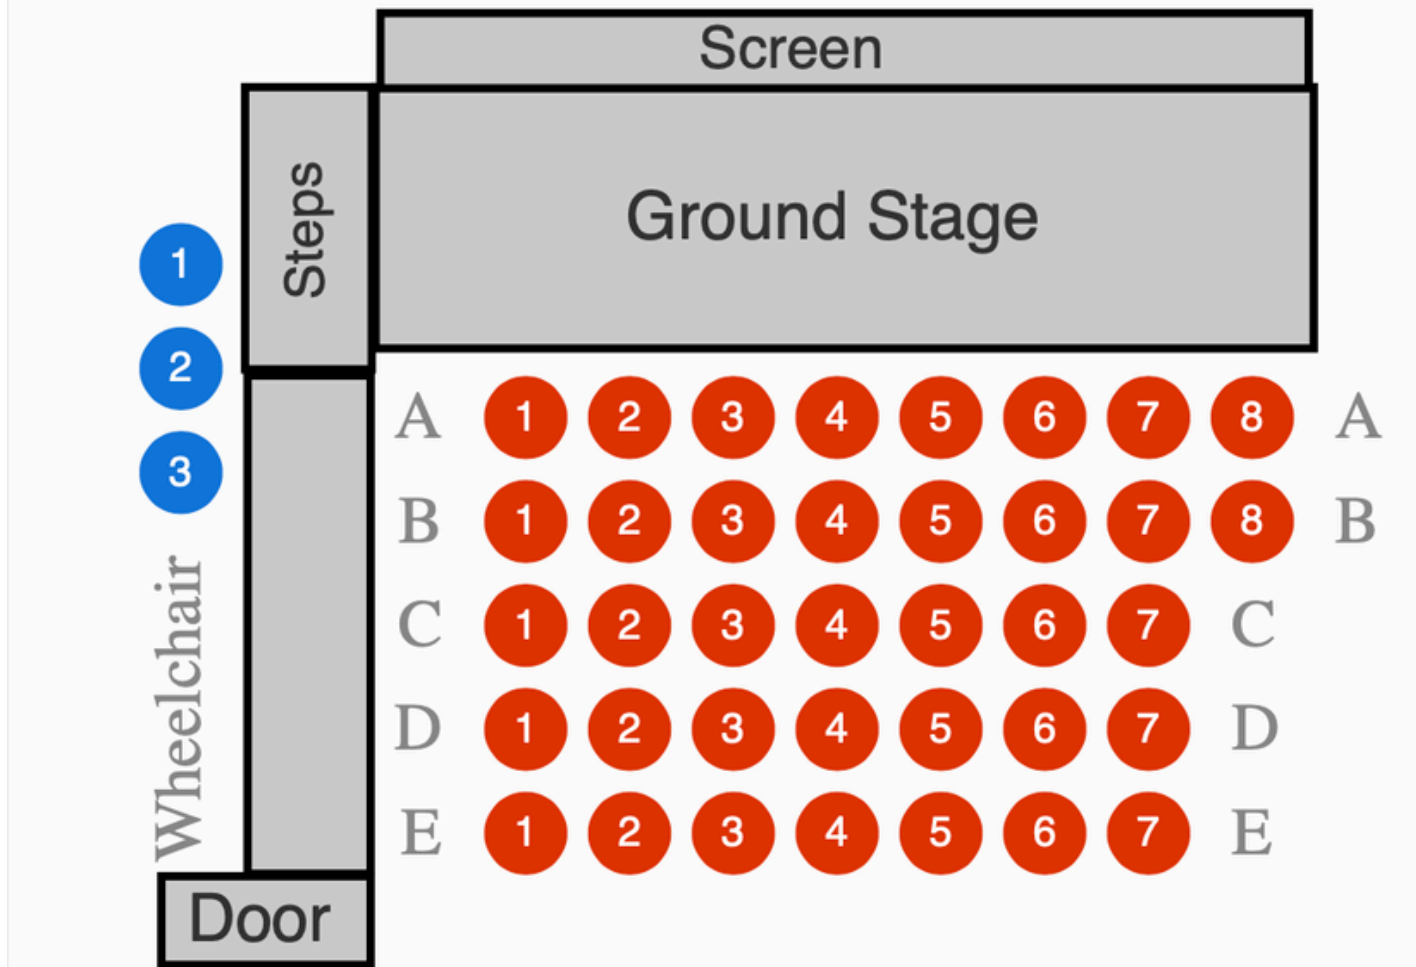 Screen
Steps
Ground Stage
1
2
3
Wheelchair
A 1 2 3 4 5 6 7 8 A
B 1 2 3 4 5 6 7 8 B
C 1 2 3 4 5 6 7 C
D 1 2 3 4 5 6 7 D
E 1 2 3 4 5 6 7 E
Door